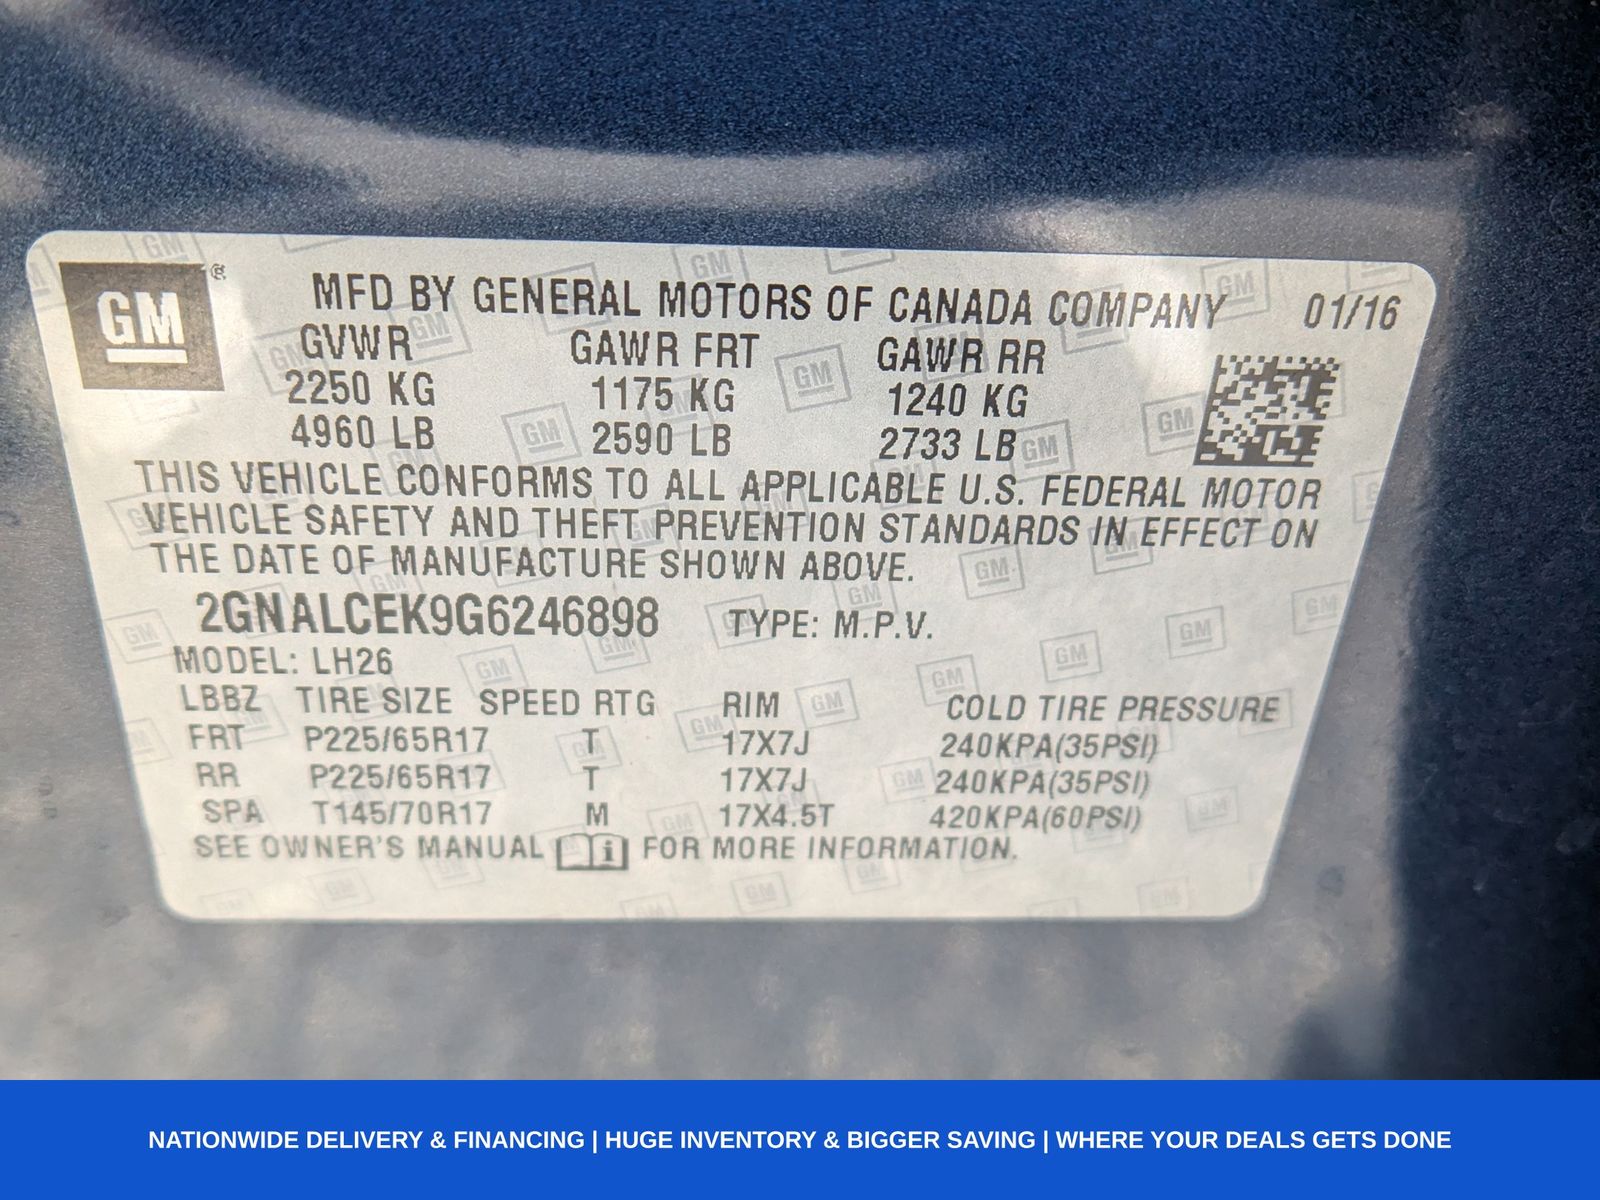 GM ®
MFD BY GENERAL MOTORS OF CANADA COMPANY 01/16
GVWR GAWR FRT GAWR RR
2250 KG 1175 KG 1240 KG
4960 LB 2590 LB 2733 LB
THIS VEHICLE CONFORMS TO ALL APPLICABLE U.S. FEDERAL MOTOR
VEHICLE SAFETY AND THEFT PREVENTION STANDARDS IN EFFECT ON
THE DATE OF MANUFACTURE SHOWN ABOVE.
2GNALCEK9G6246898 TYPE: M.P.V.
MODEL: LH26
LBBZ TIRE SIZE SPEED RTG RIM COLD TIRE PRESSURE
FRT P225/65R17 T 17X7J 240KPA(35PSI)
RR P225/65R17 T 17X7J 240KPA(35PSI)
SPA T145/70R17 M 17X4.5T 420KPA(60PSI)
SEE OWNER'S MANUAL i FOR MORE INFORMATION.
NATIONWIDE DELIVERY & FINANCING | HUGE INVENTORY & BIGGER SAVING | WHERE YOUR DEALS GETS DONE